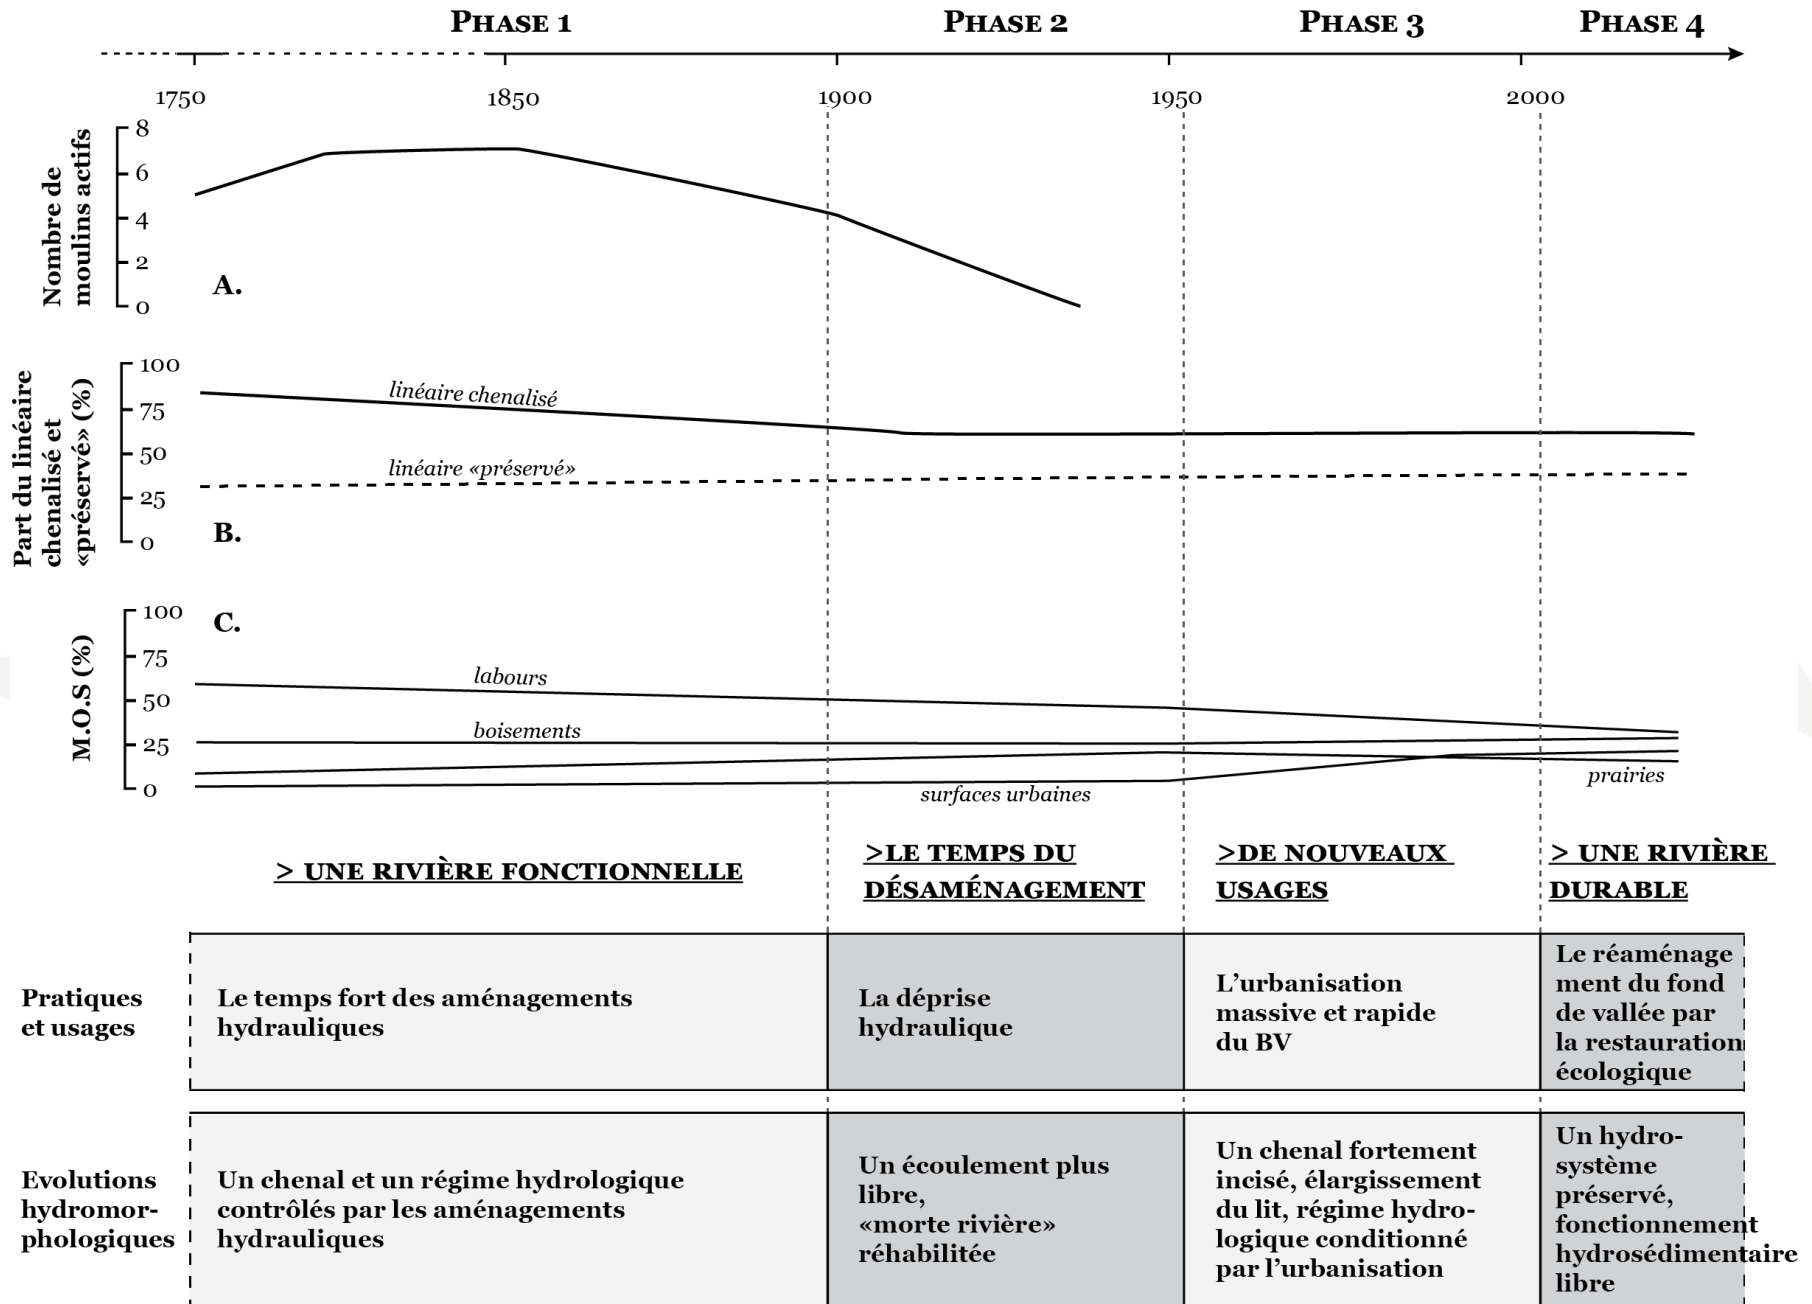 PHASE 1 PHASE 2 PHASE 3 PHASE 4
1750 1850 1900 1950 2000
Nombre de
moulins actifs
8
6
4
2
0
A.
Part du linéaire
chenalisé et
«préservé» (%)
100
75
50
25
0
linéaire chenalisé
linéaire «préservé»
B.
M.O.S (%)
100
75
50
25
0
C.
labours
boisements
prairies
surfaces urbaines
> UNE RIVIÈRE FONCTIONNELLE
>LE TEMPS DU
DÉSAMÉNAGEMENT
>DE NOUVEAUX
USAGES
> UNE RIVIÈRE
DURABLE
Pratiques
et usages
Le temps fort des aménagements
hydrauliques
La déprise
hydraulique
L’urbanisation
massive et rapide
du BV
Le réaménage
ment du fond
de vallée par
la restauration
écologique
Evolutions
hydromor-
phologiques
Un chenal et un régime hydrologique
contrôlés par les aménagements
hydrauliques
Un écoulement plus
libre,
«morte rivière»
réhabilitée
Un chenal fortement
incisé, élargissement
du lit, régime hydro-
logique conditionné
par l’urbanisation
Un hydro-
système
préservé,
fonctionnement
hydrosédimentaire
libre